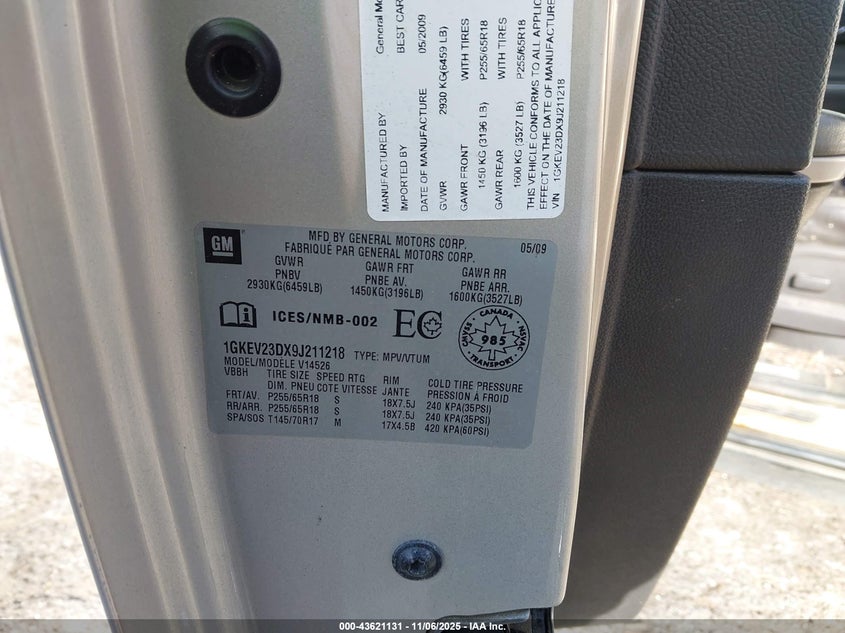 MANUFACTURED BY General Mo
IMPORTED BY BEST CAR
DATE OF MANUFACTURE 05/2009
GVWR 2930 KG(6459 LB)
GAWR FRONT WITH TIRES
1450 KG (3196 LB) P255/65R18
GAWR REAR WITH TIRES
1600 KG (3527 LB) P255/65R18
THIS VEHICLE CONFORMS TO ALL APPLIC
EFFECT ON THE DATE OF MANUFACTURE
VIN 1GKEV23DX9J211218
GM
MFD BY GENERAL MOTORS CORP. 05/09
FABRIQUÉ PAR GENERAL MOTORS CORP.
GVWR GAWR FRT GAWR RR
PNBV PNBE AV. PNBE ARR.
2930KG(6459LB) 1450KG(3196LB) 1600KG(3527LB)
i ICES/NMB-002 EC
CANADA
985
CMVSS NSVAC
1GKEV23DX9J211218 TYPE: MPV/VTUM
MODEL/MODÈLE V14526
VBBH TIRE SIZE SPEED RTG RIM COLD TIRE PRESSURE
DIM. PNEU COTE VITESSE JANTE PRESSION À FROID
FRT/AV. P255/65R18 S 18X7.5J 240 KPA(35PSI)
RR/ARR. P255/65R18 S 18X7.5J 240 KPA(35PSI)
SPA/SOS T145/70R17 M 17X4.5B 420 KPA(60PSI)
000-43621131 - 11/06/2025 - IAA Inc.